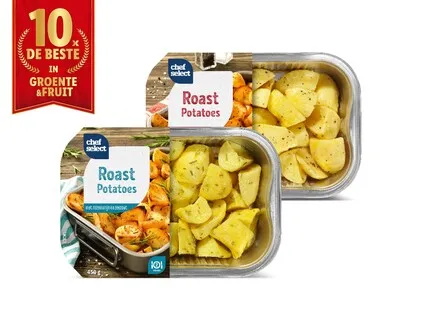 10x
DE BESTE
IN
GROENTE
&FRUIT
chef
select
Roast
Potatoes
chef
select
Roast
Potatoes
450 g